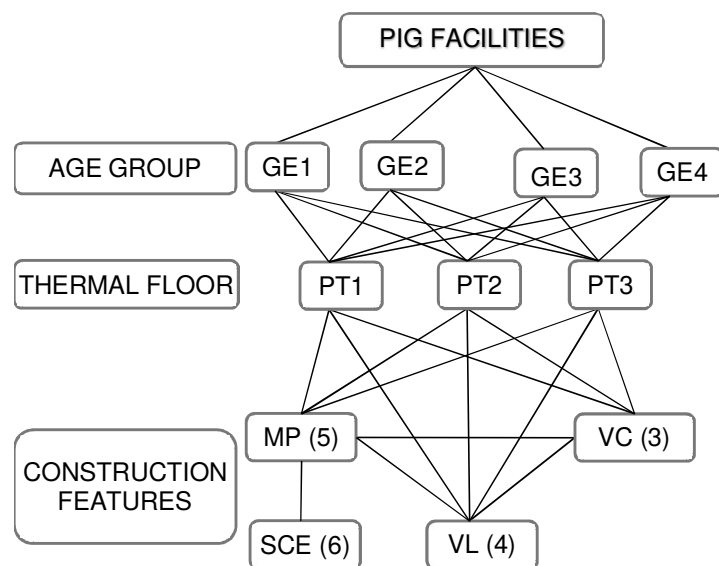 PIG FACILITIES
AGE GROUP
GE1
GE2
GE3
GE4
THERMAL FLOOR
PT1
PT2
PT3
CONSTRUCTION
FEATURES
MP (5)
VC (3)
SCE (6)
VL (4)